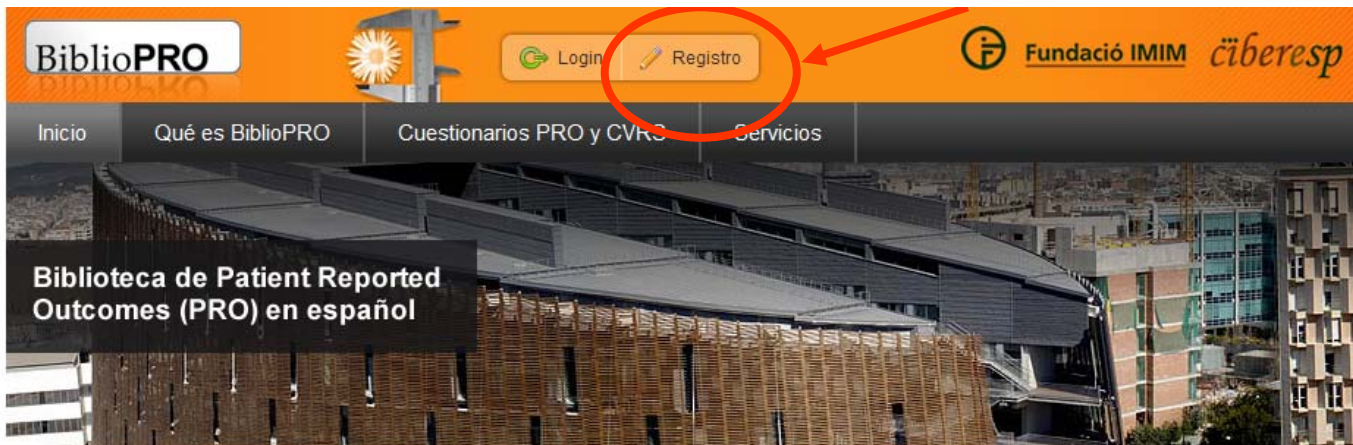 BiblioPRO
Login
Registro
Fundació IMIM
ciberesp
Inicio
Qué es BiblioPRO
Cuestionarios PRO y CVRS
Servicios
Biblioteca de Patient Reported
Outcomes (PRO) en español